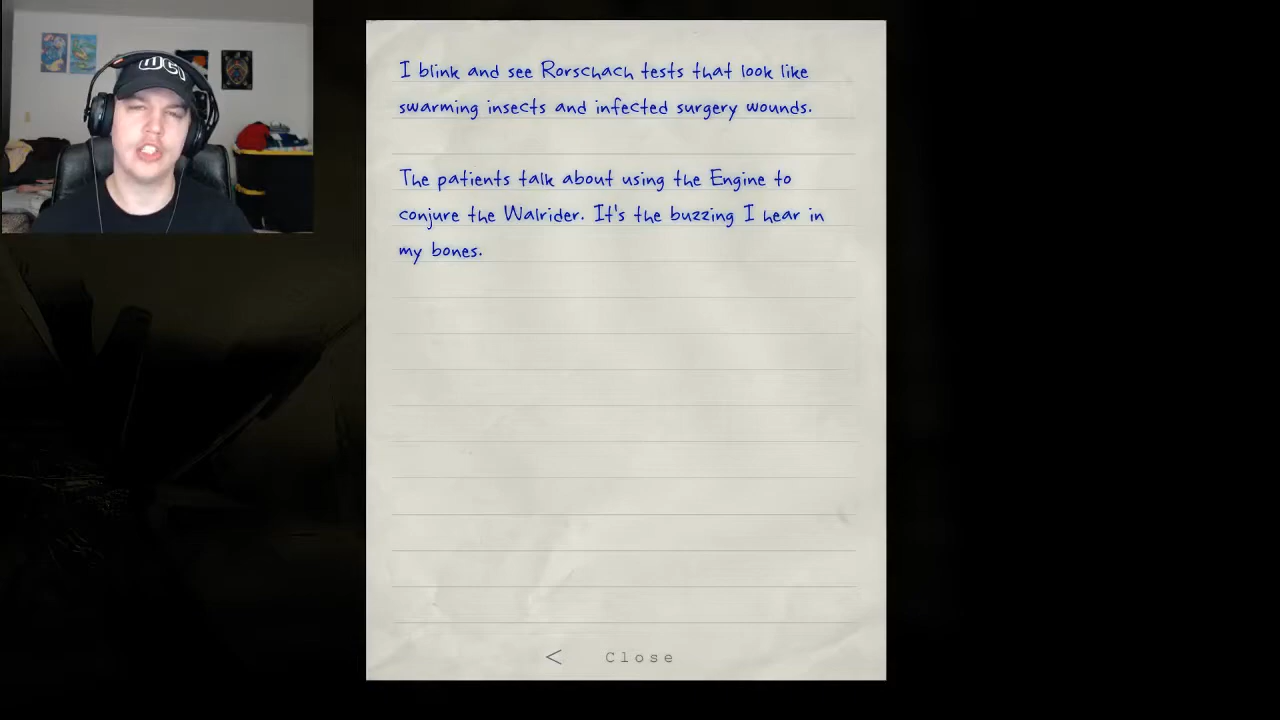 I blink and see Rorschach tests that look like
swarming insects and infected surgery wounds.
The patients talk about using the Engine to
conjure the Walrider. It's the buzzing I hear in
my bones.
< Close